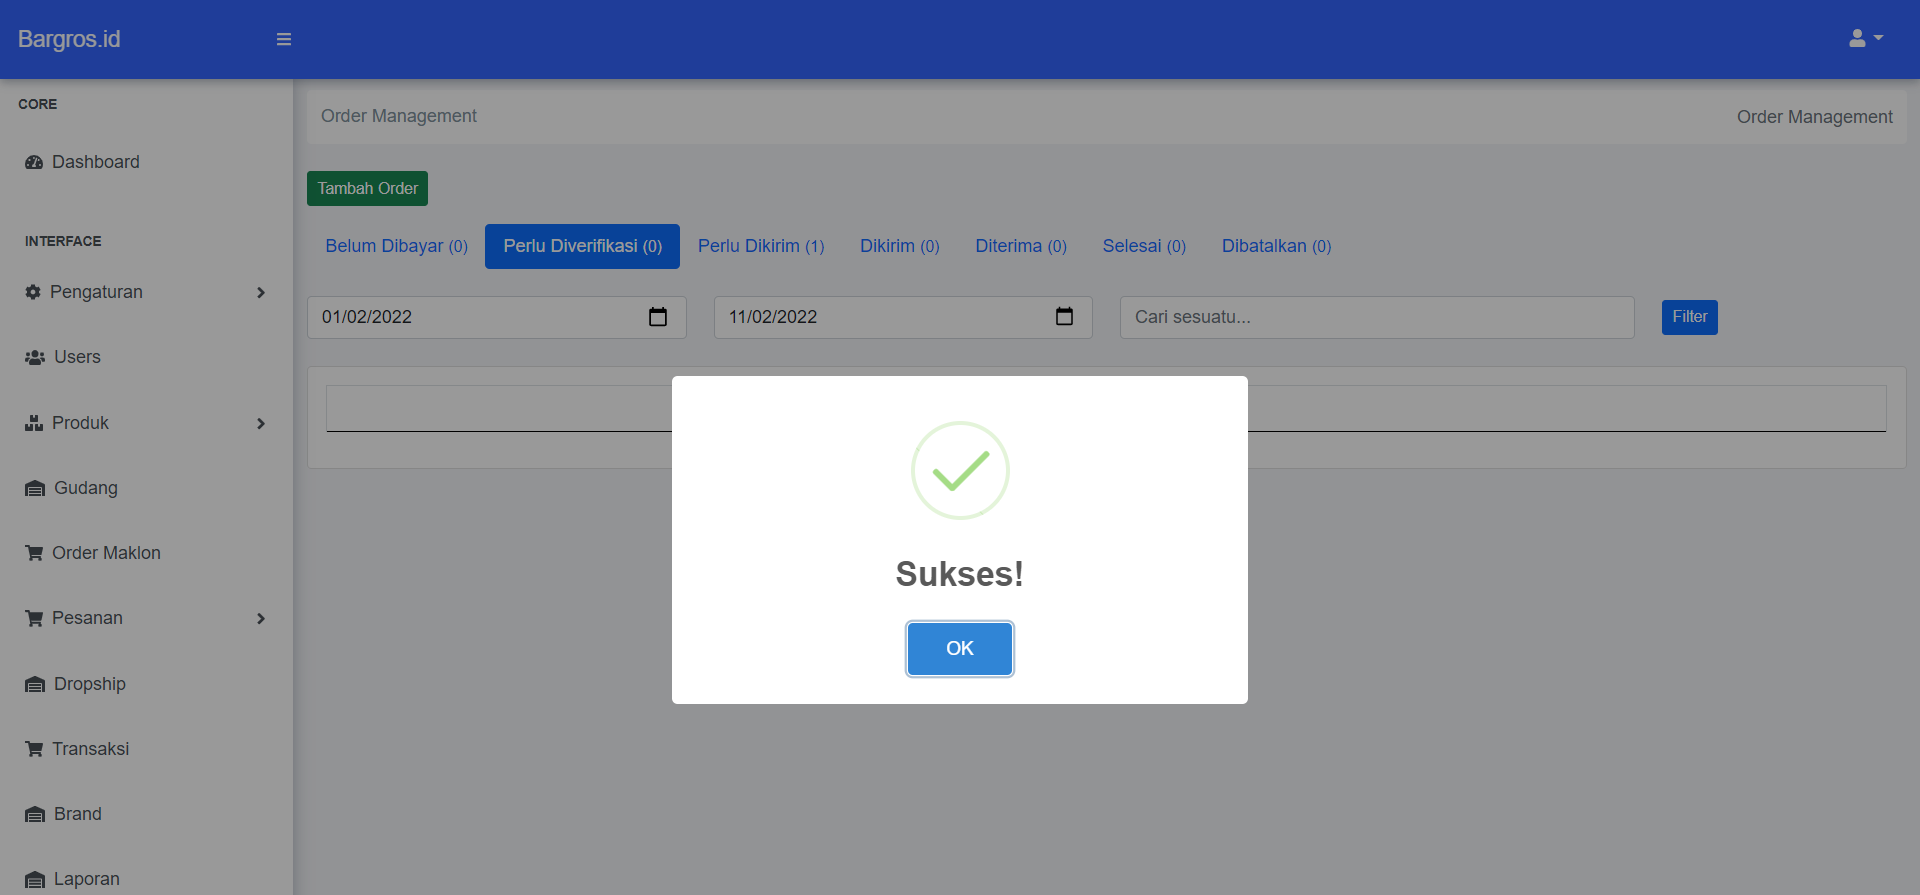 Bargros.id
CORE
Dashboard
INTERFACE
Pengaturan
Users
Produk
Gudang
Order Maklon
Pesanan
Dropship
Transaksi
Brand
Laporan
Order Management
Order Management
Tambah Order
Belum Dibayar (0)
Perlu Diverifikasi (0)
Perlu Dikirim (1)
Dikirim (0)
Diterima (0)
Selesai (0)
Dibatalkan (0)
01/02/2022
11/02/2022
Cari sesuatu...
Filter
Sukses!
OK